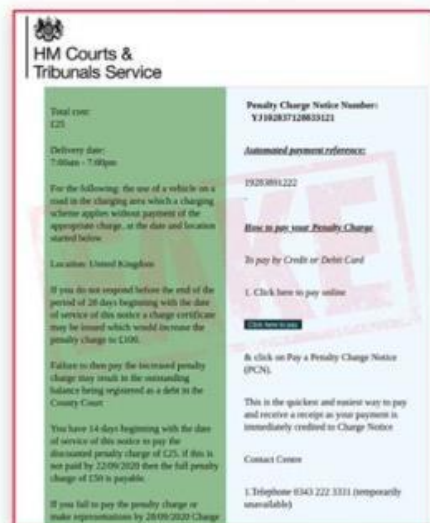 HM Courts &
Tribunals Service
Total cost:
£25
Delivery date:
7:00am - 7:00pm
For the following: the use of a vehicle on a
road in the charging area which a charging
scheme applies without payment of the
appropriate charge, at the date and location
started below
Location: United Kingdom
If you do not respond before the end of the
period of 28 days beginning with the date
of service of this notice a charge certificate
may be issued which would increase the
penalty charge to £100.
Failure to then pay the increased penalty
charge may result in the outstanding
balance being registered as a debt in the
County Court
You have 14 days beginning with the date
of service of this notice to pay the
discounted penalty charge of £25, if this is
not paid by 22/09/2020 then the full penalty
charge of £50 is payable.
If you fail to pay the penalty charge or
make representations by 28/09/2020 Charge
Penalty Charge Notice Number:
YJ102837128833121
Automated payment reference:
19283891222
How to pay your Penalty Charge
To pay by Credit or Debit Card
1. Click here to pay online
Click here to pay
& click on Pay a Penalty Charge Notice
(PCN).
This is the quickest and easiest way to pay
and receive a receipt as your payment is
immediately credited to Charge Notice
Contact Centre
1.Telephone 0343 222 3331 (temporarily
unavailable)
FAKE